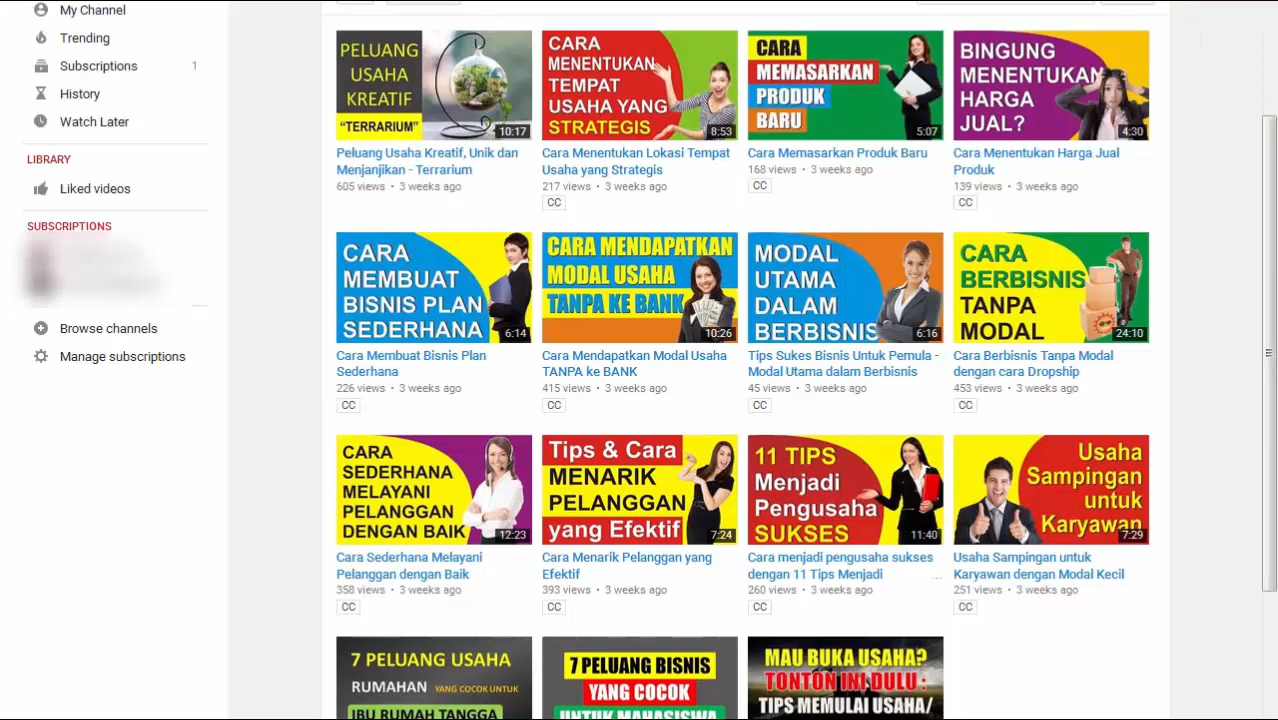 My Channel
Trending
Subscriptions 1
History
Watch Later
LIBRARY
Liked videos
SUBSCRIPTIONS
Browse channels
Manage subscriptions
PELUANG
USAHA
KREATIF
"TERRARIUM"
10:17
Peluang Usaha Kreatif, Unik dan
Menjanjikan - Terrarium
605 views • 3 weeks ago
CARA
MENENTUKAN
TEMPAT
USAHA YANG
STRATEGIS
8:53
Cara Menentukan Lokasi Tempat
Usaha yang Strategis
217 views • 3 weeks ago
CC
CARA
MEMASARKAN
PRODUK
BARU
5:07
Cara Memasarkan Produk Baru
168 views • 3 weeks ago
CC
BINGUNG
MENENTUKAN
HARGA
JUAL?
4:30
Cara Menentukan Harga Jual
Produk
139 views • 3 weeks ago
CC
CARA
MEMBUAT
BISNIS PLAN
SEDERHANA
6:14
Cara Membuat Bisnis Plan
Sederhana
226 views • 3 weeks ago
CC
CARA MENDAPATKAN
MODAL USAHA
TANPA KE BANK
10:26
Cara Mendapatkan Modal Usaha
TANPA ke BANK
415 views • 3 weeks ago
CC
MODAL
UTAMA
DALAM
BERBISNIS
6:16
Tips Sukes Bisnis Untuk Pemula -
Modal Utama dalam Berbisnis
45 views • 3 weeks ago
CC
CARA
BERBISNIS
TANPA
MODAL
24:10
Cara Berbisnis Tanpa Modal
dengan cara Dropship
453 views • 3 weeks ago
CC
CARA
SEDERHANA
MELAYANI
PELANGGAN
DENGAN BAIK
12:23
Cara Sederhana Melayani
Pelanggan dengan Baik
358 views • 3 weeks ago
CC
Tips & Cara
MENARIK
PELANGGAN
yang Efektif
7:24
Cara Menarik Pelanggan yang
Efektif
393 views • 3 weeks ago
CC
11 TIPS
Menjadi
Pengusaha
SUKSES
11:40
Cara menjadi pengusaha sukses
dengan 11 Tips Menjadi ...
260 views • 3 weeks ago
CC
Usaha
Sampingan
untuk
Karyawan
7:29
Usaha Sampingan untuk
Karyawan dengan Modal Kecil
251 views • 3 weeks ago
CC
7 PELUANG USAHA
RUMAHAN YANG COCOK UNTUK
IBU RUMAH TANGGA
7 PELUANG BISNIS
YANG COCOK
UNTUK MAHASISWA
MAU BUKA USAHA?
TONTON INI DULU :
TIPS MEMULAI USAHA/